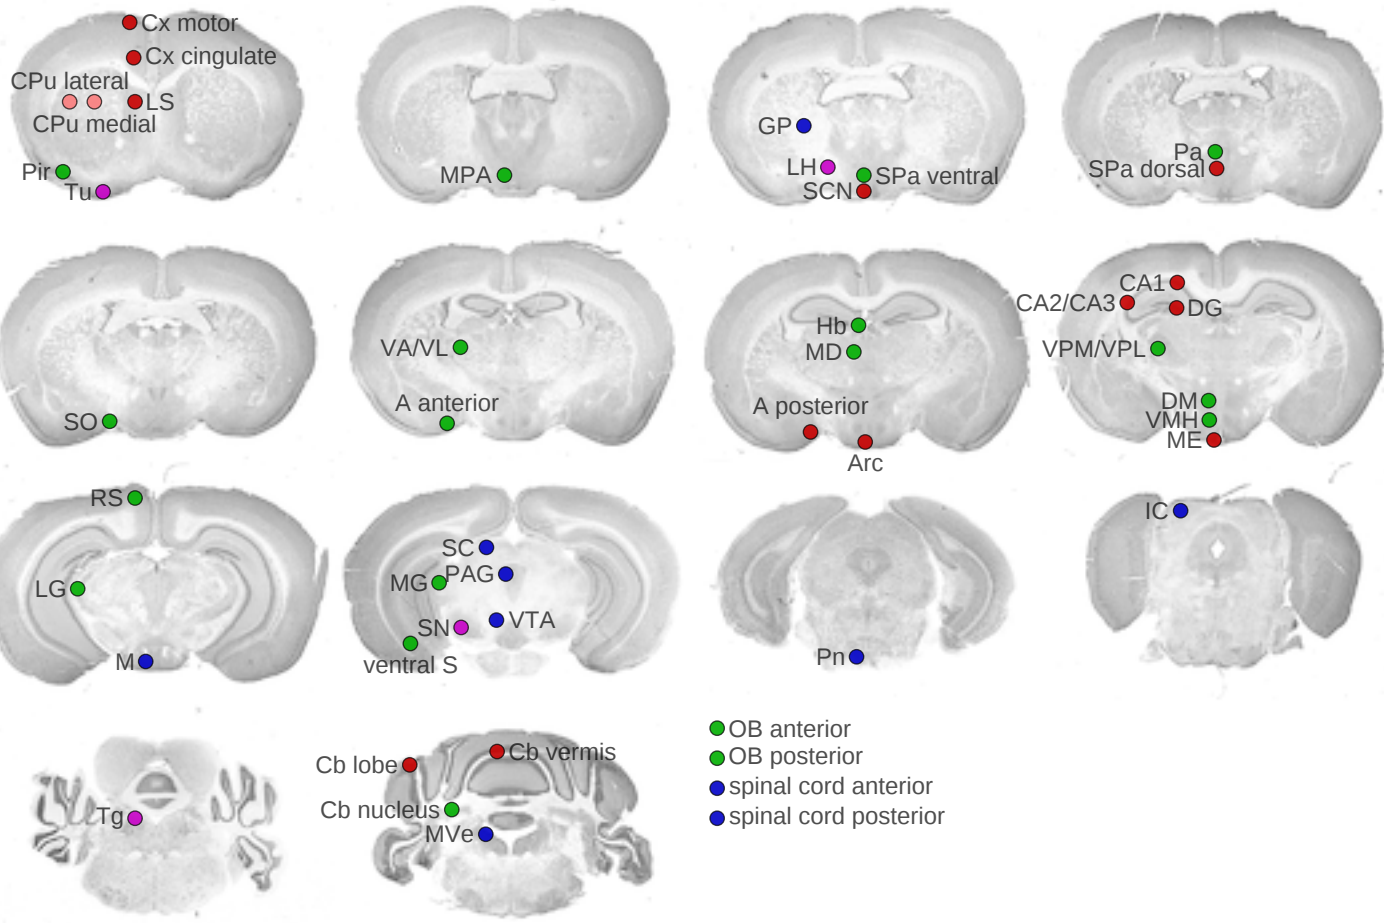 Cx motor
Cx cingulate
CPu lateral
LS
CPu medial
Pir
Tu
MPA
GP
LH
SPa ventral
SCN
Pa
SPa dorsal
SO
VA/VL
A anterior
Hb
MD
A posterior
Arc
CA1
CA2/CA3
DG
VPM/VPL
DM
VMH
ME
RS
LG
M
SC
MG
PAG
SN
VTA
ventral S
Pn
IC
Tg
Cb lobe
Cb vermis
Cb nucleus
MVe
OB anterior
OB posterior
spinal cord anterior
spinal cord posterior